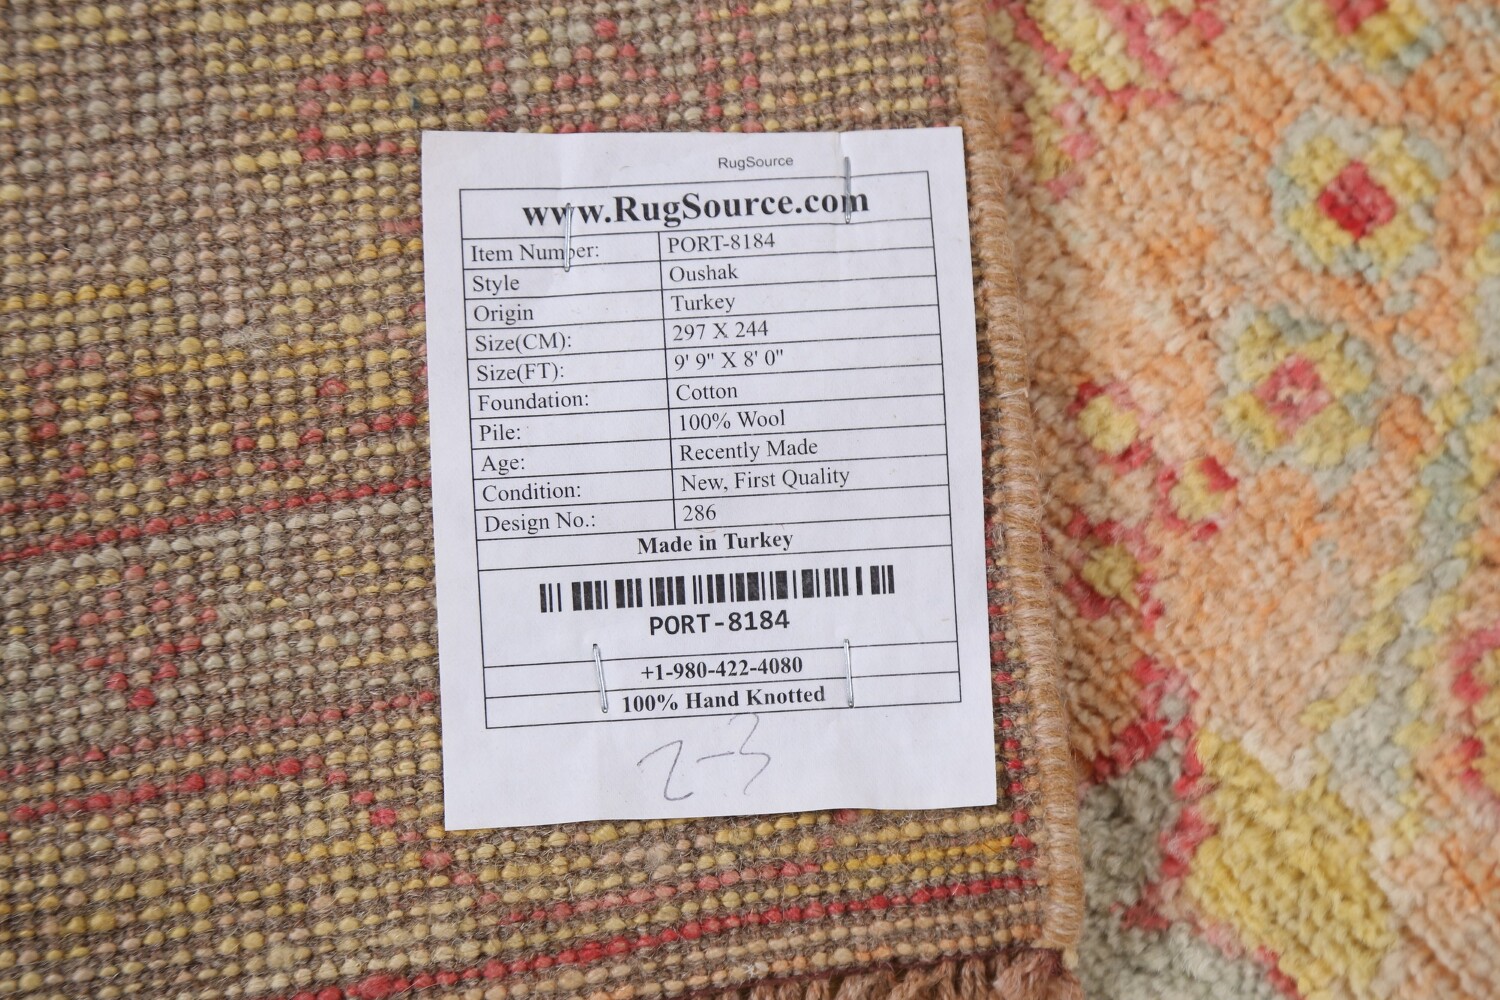 RugSource
www.RugSource.com
Item Number: PORT-8184
Style Oushak
Origin Turkey
Size(CM): 297 X 244
Size(FT): 9' 9" X 8' 0"
Foundation: Cotton
Pile: 100% Wool
Age: Recently Made
Condition: New, First Quality
Design No.: 286
Made in Turkey
PORT-8184
+1-980-422-4080
100% Hand Knotted
2-3